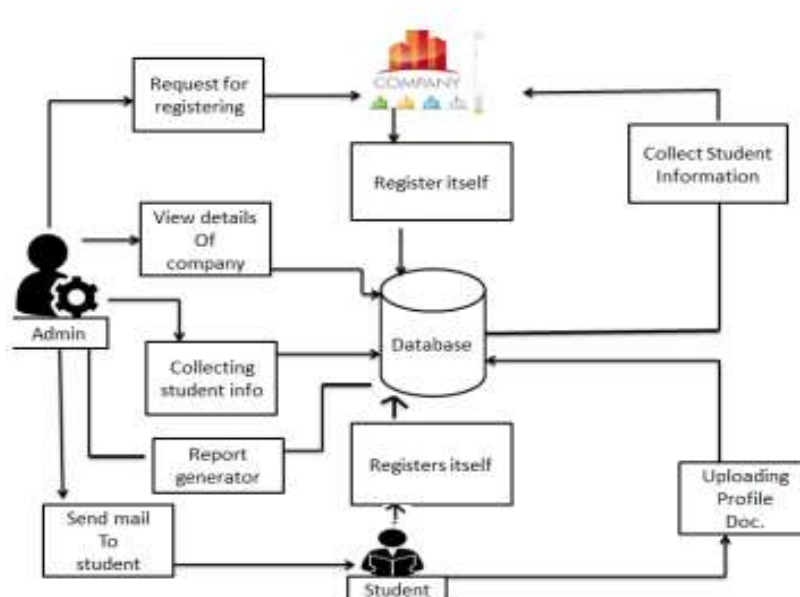 COMPANY
Request for
registering
Collect Student
Information
Register itself
View details
Of
company
Admin
Database
Collecting
student info
Report
generator
Registers itself
Uploading
Profile
Doc.
Send mail
To
student
Student